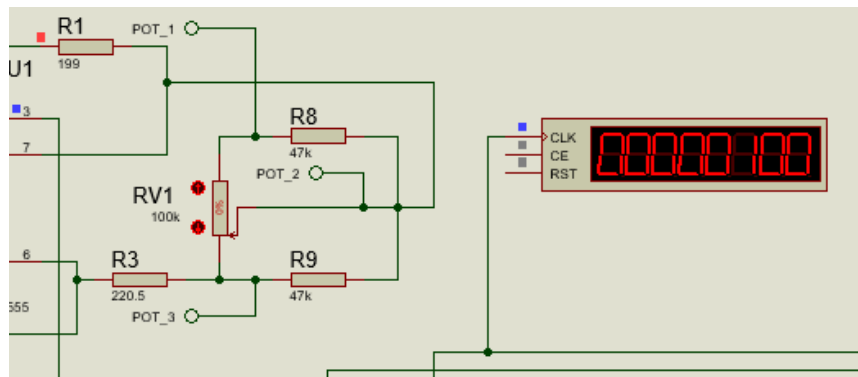 R1
POT_1
199
U1
3
R8
CLK
00000100
7
47k
CE
POT_2
RST
RV1
0%
100k
6
R3
R9
555
220.5
47k
POT_3